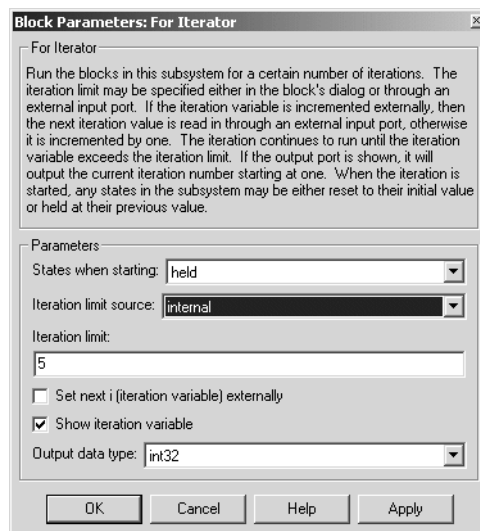 Block Parameters: For Iterator
For Iterator
Run the blocks in this subsystem for a certain number of iterations. The
iteration limit may be specified either in the block's dialog or through an
external input port. If the iteration variable is incremented externally, then
the next iteration value is read in through an external input port, otherwise
it is incremented by one. The iteration continues to run until the iteration
variable exceeds the iteration limit. If the output port is shown, it will
output the current iteration number starting at one. When the iteration is
started, any states in the subsystem may be either reset to their initial value
or held at their previous value.
Parameters
States when starting: held
Iteration limit source: internal
Iteration limit:
5
Set next i (iteration variable) externally
Show iteration variable
Output data type: int32
OK Cancel Help Apply